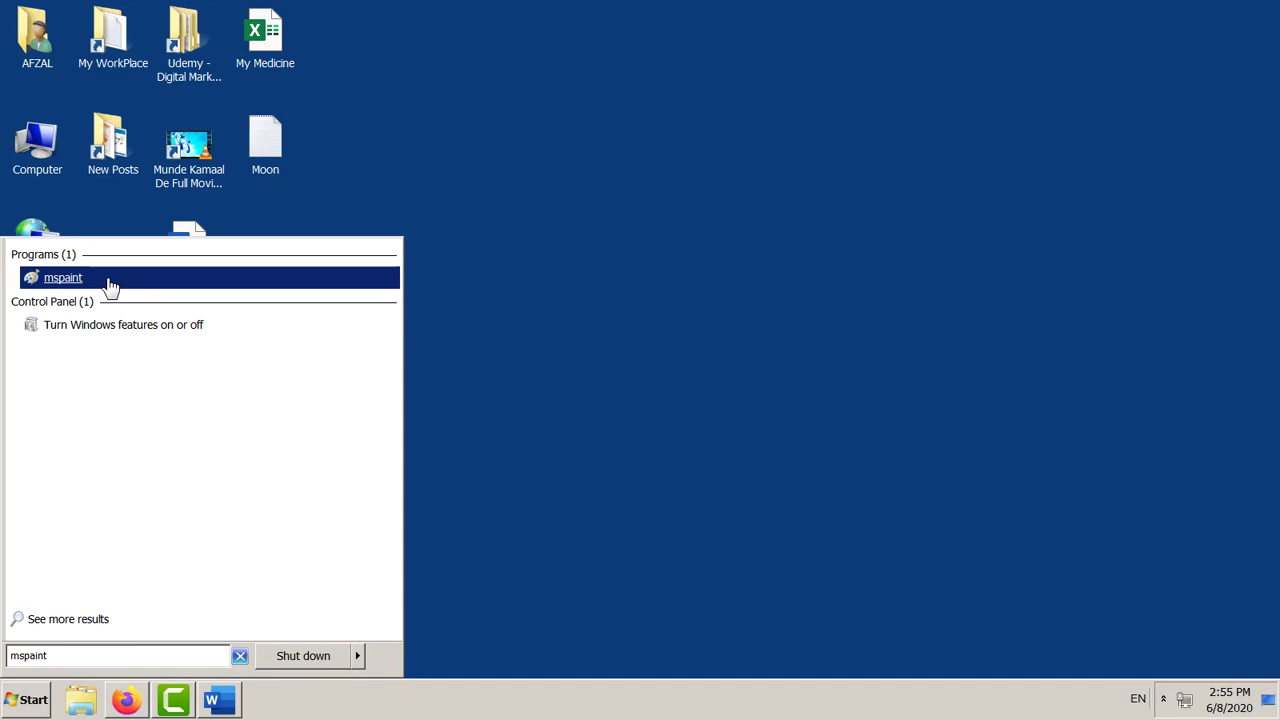 AFZAL
My WorkPlace
Udemy -
Digital Mark...
My Medicine
Computer
New Posts
Munde Kamaal
De Full Movi...
Moon
Programs (1)
mspaint
Control Panel (1)
Turn Windows features on or off
See more results
mspaint
Shut down
Start
EN
2:55 PM
6/8/2020